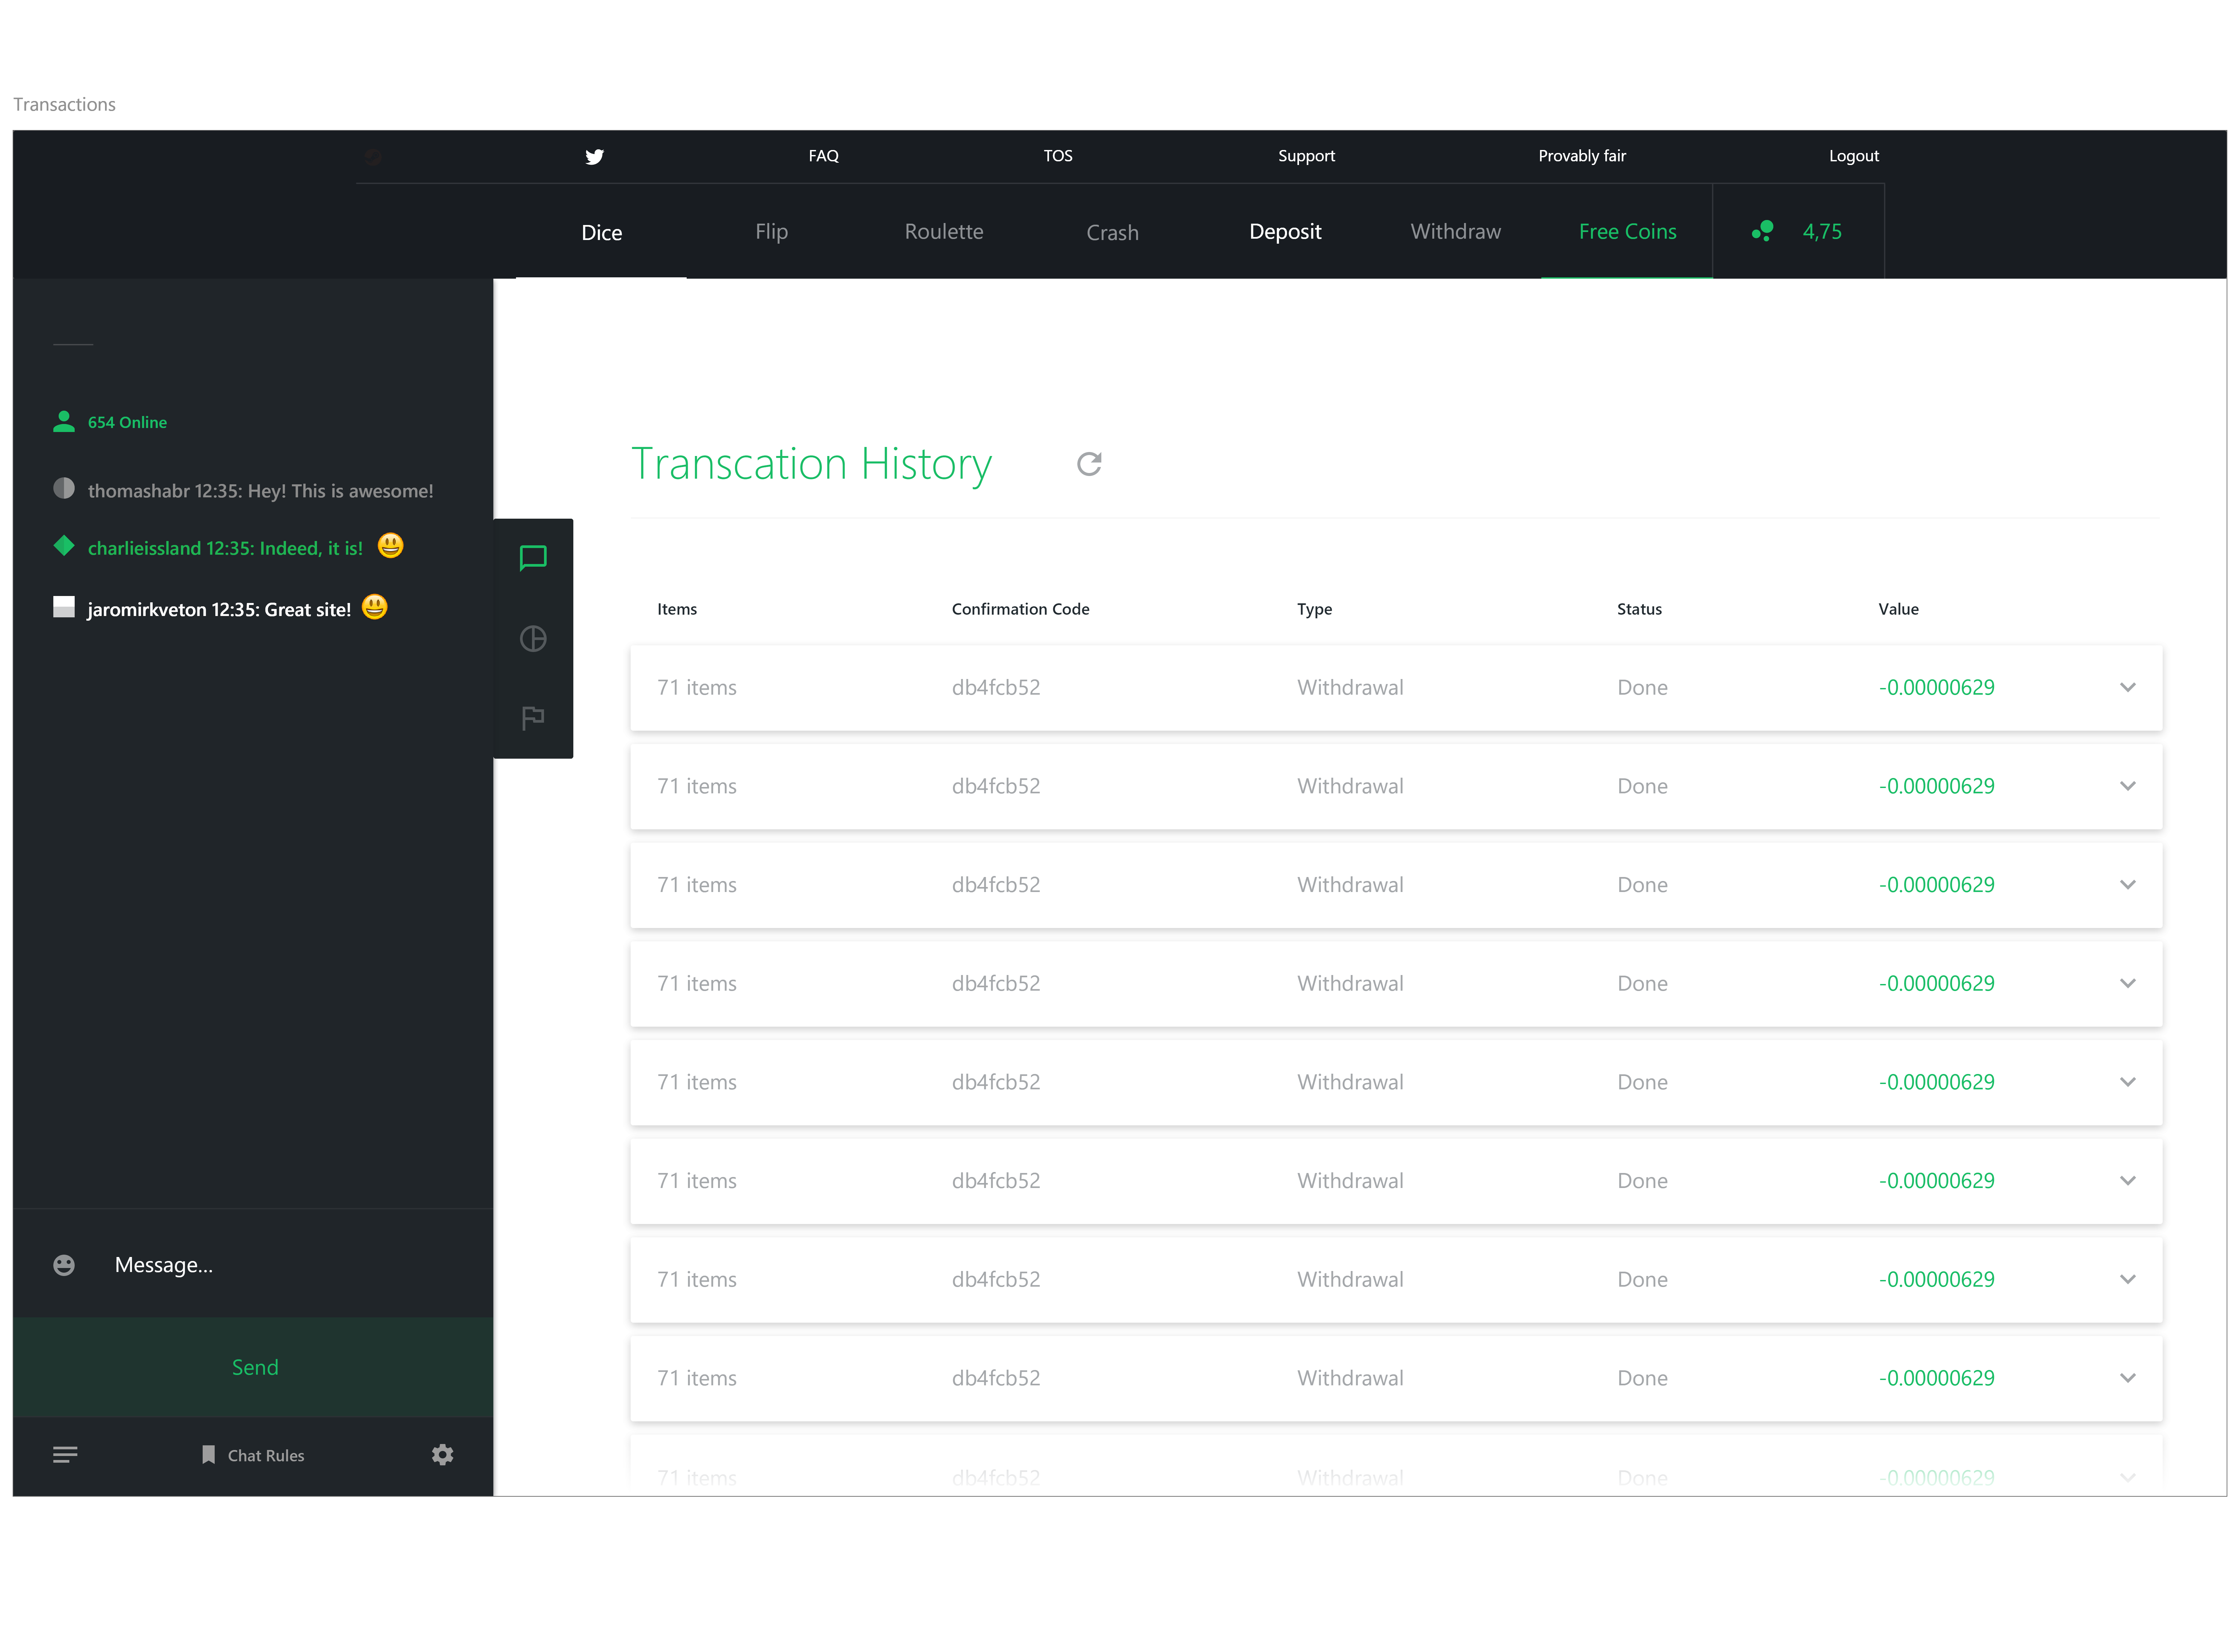 Transactions
FAQ TOS Support Provably fair Logout
Dice Flip Roulette Crash Deposit Withdraw Free Coins 4,75
654 Online
thomashabr 12:35: Hey! This is awesome!
charlieissland 12:35: Indeed, it is! 😃
jaromirkveton 12:35: Great site! 😃
Message...
Send
Chat Rules
Transcation History
Items Confirmation Code Type Status Value
71 items db4fcb52 Withdrawal Done -0.00000629
71 items db4fcb52 Withdrawal Done -0.00000629
71 items db4fcb52 Withdrawal Done -0.00000629
71 items db4fcb52 Withdrawal Done -0.00000629
71 items db4fcb52 Withdrawal Done -0.00000629
71 items db4fcb52 Withdrawal Done -0.00000629
71 items db4fcb52 Withdrawal Done -0.00000629
71 items db4fcb52 Withdrawal Done -0.00000629
71 items db4fcb52 Withdrawal Done -0.00000629